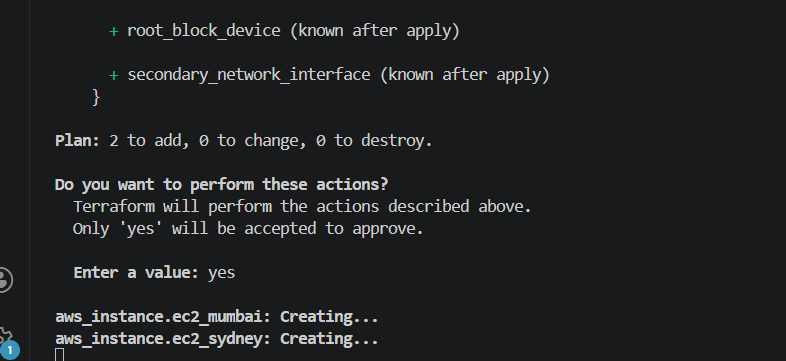 + root_block_device (known after apply)
+ secondary_network_interface (known after apply)
}
Plan: 2 to add, 0 to change, 0 to destroy.
Do you want to perform these actions?
Terraform will perform the actions described above.
Only 'yes' will be accepted to approve.
Enter a value: yes
aws_instance.ec2_mumbai: Creating...
aws_instance.ec2_sydney: Creating...
1